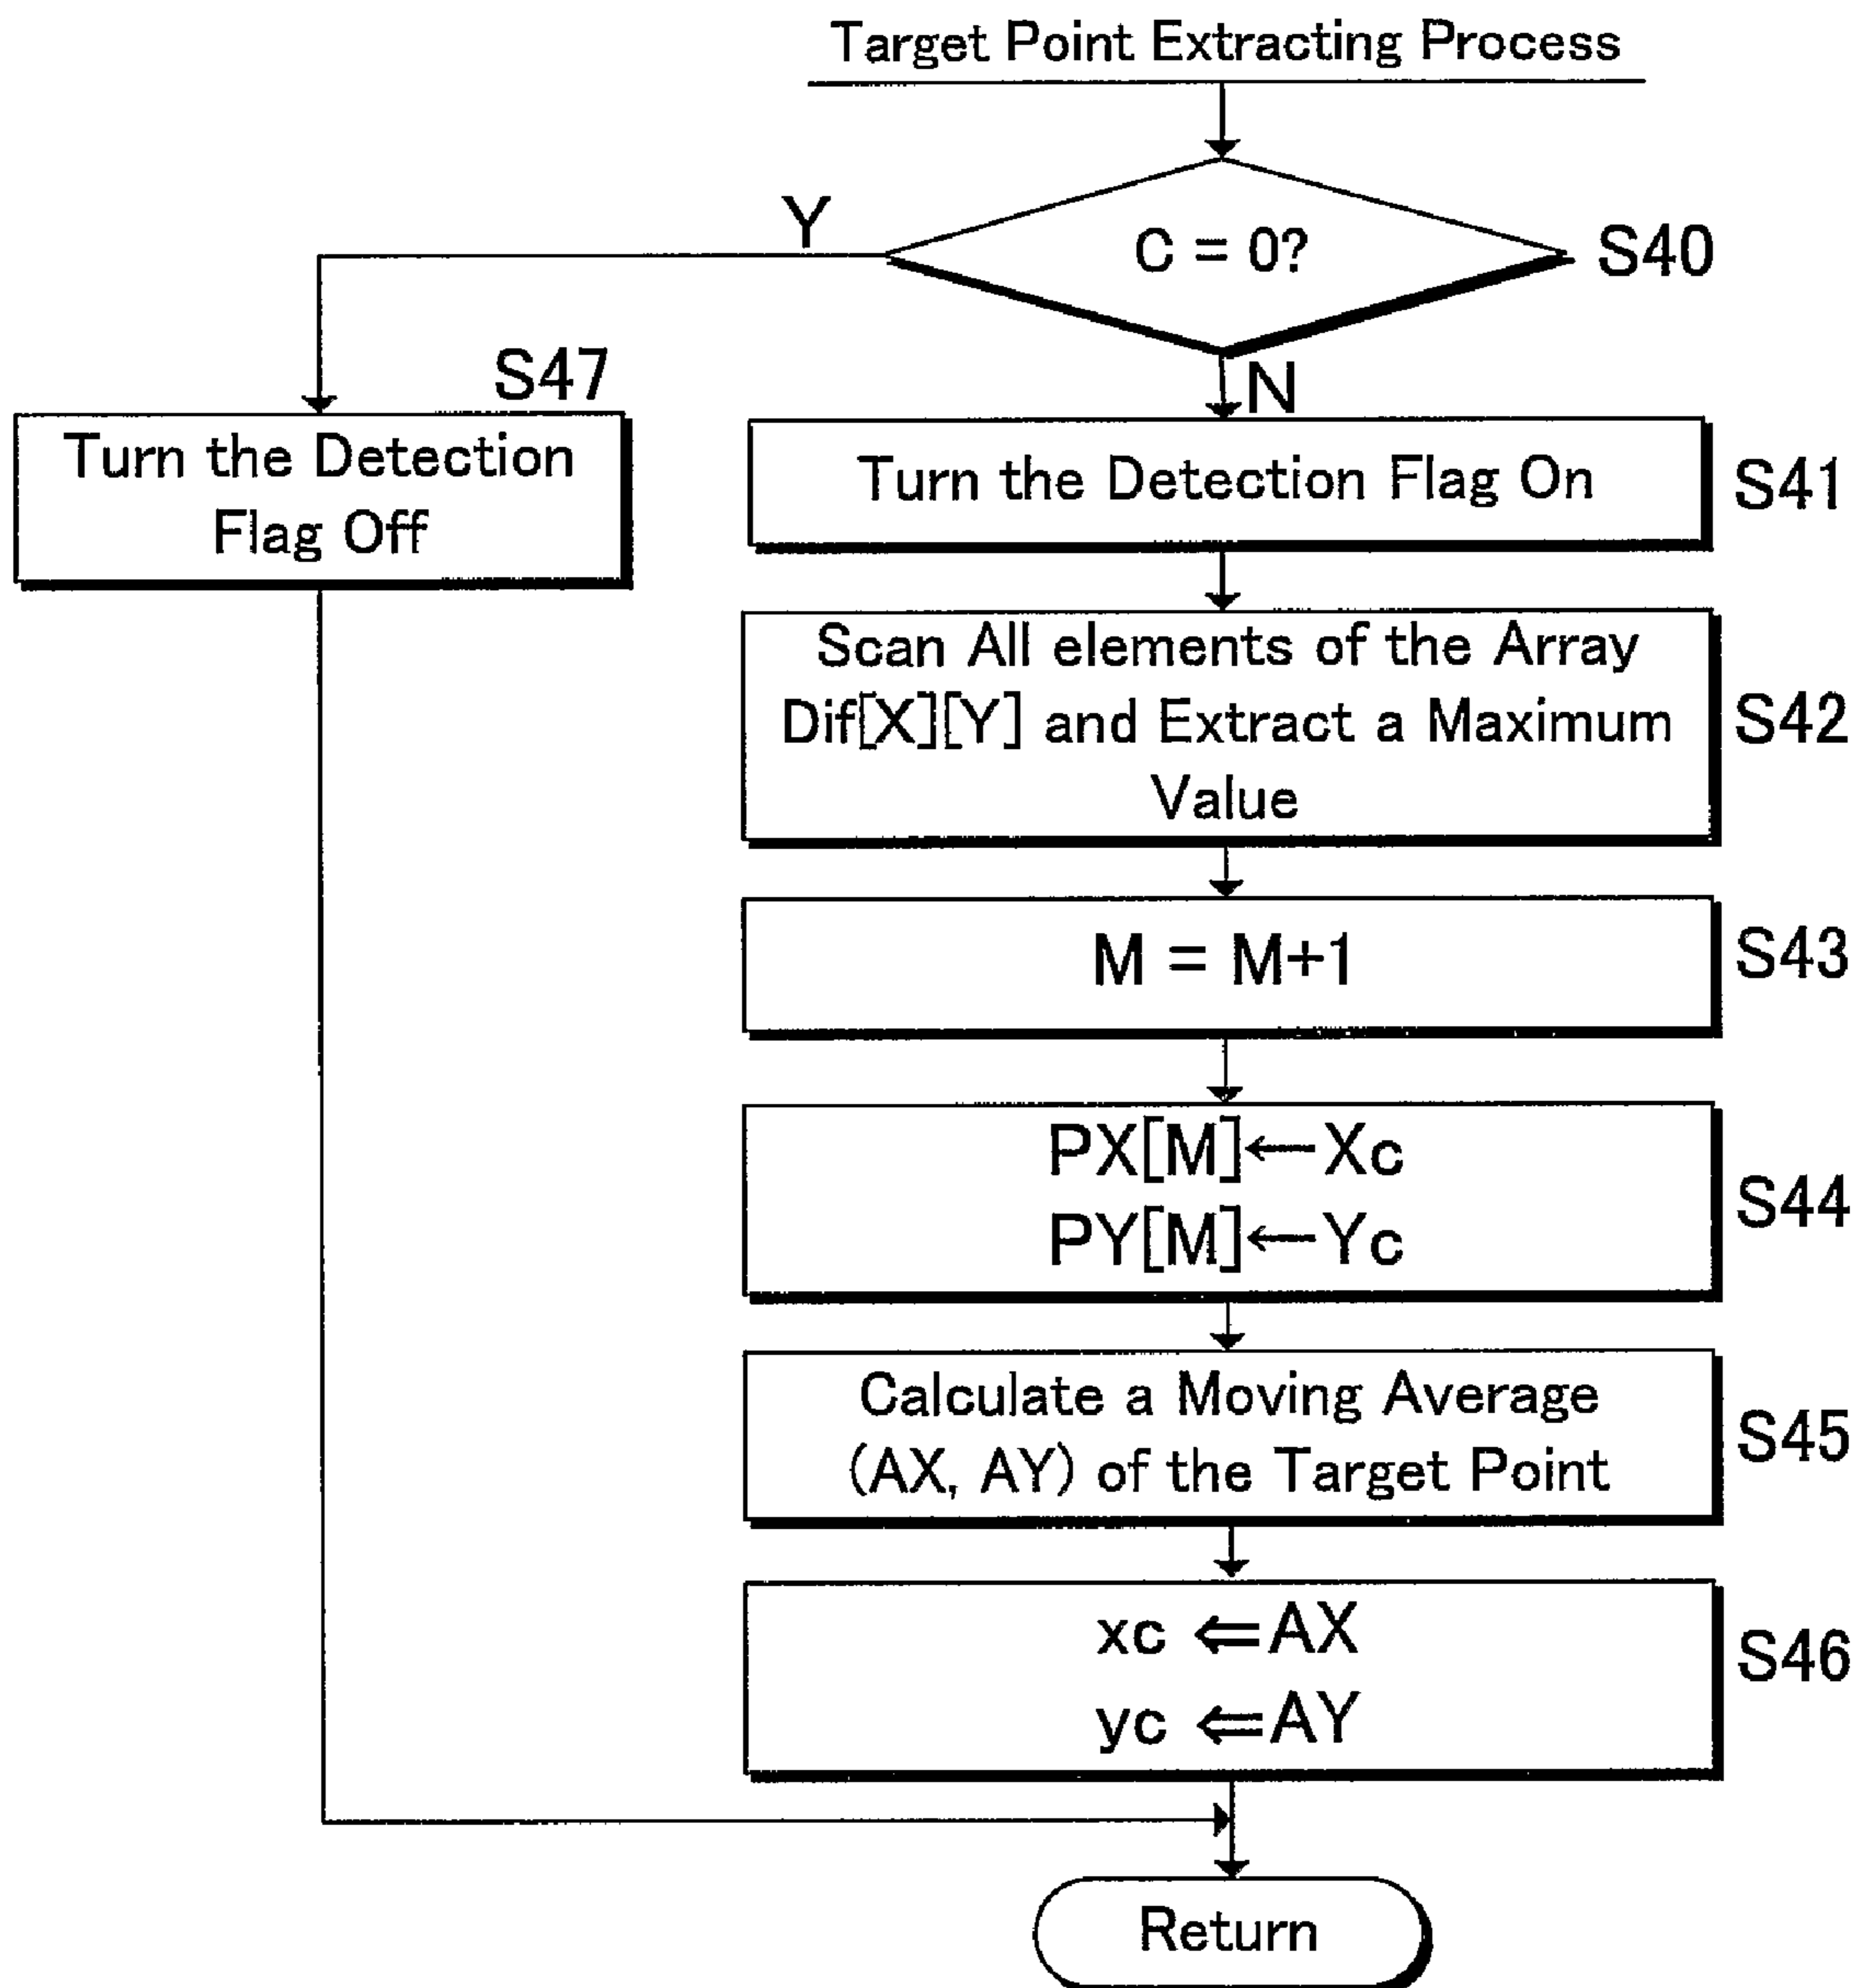 Target Point Extracting Process
C = 0?
S40
Y
N
S47
Turn the Detection
Flag Off
Turn the Detection Flag On
S41
Scan All elements of the Array
Dif[X][Y] and Extract a Maximum
Value
S42
M = M+1
S43
PX[M]←Xc
PY[M]←Yc
S44
Calculate a Moving Average
(AX, AY) of the Target Point
S45
xc ⇐AX
yc ⇐AY
S46
Return